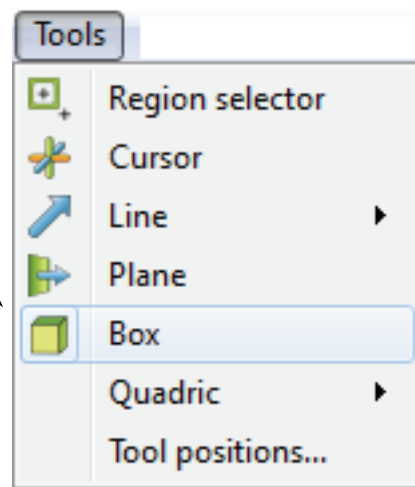 Tools
Region selector
Cursor
Line
Plane
Box
Quadric
Tool positions...